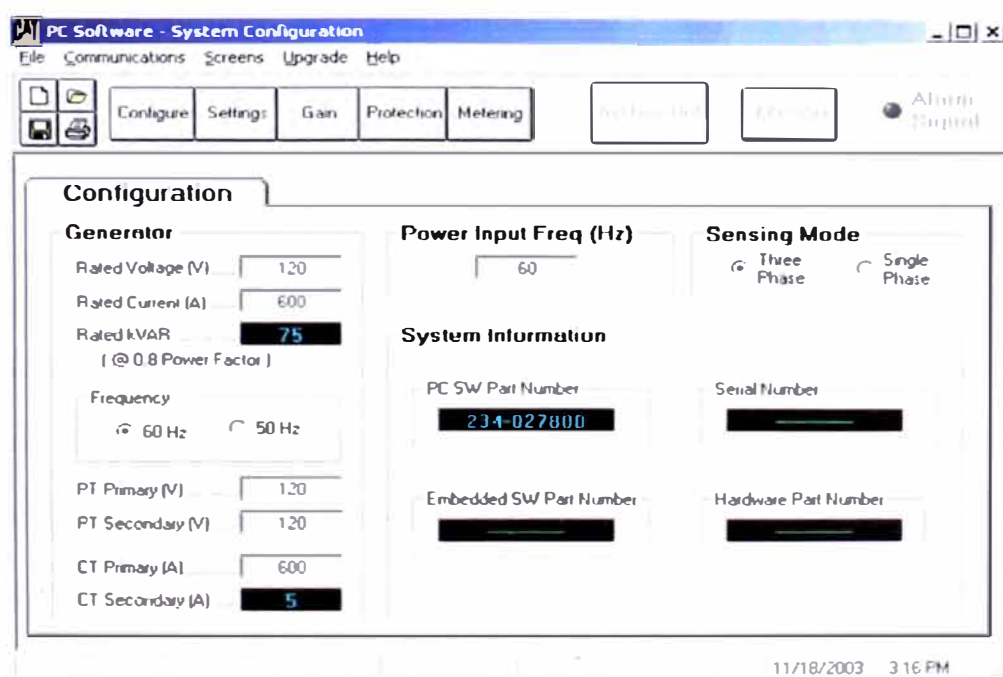 CAT PC Software - System Configuration
File Communications Screens Upgrade Help
Configure Settings Gain Protection Metering
Alarm Signal
Configuration
Generator
Rated Voltage (V) 120
Rated Current (A) 600
Rated kVAR 75
( @ 0.8 Power Factor )
Frequency
60 Hz 50 Hz
PT Primary (V) 120
PT Secondary (V) 120
CT Primary (A) 600
CT Secondary (A) 5
Power Input Freq (Hz)
60
Sensing Mode
Three Phase
Single Phase
System Information
PC SW Part Number
234-027800
Serial Number
Embedded SW Part Number
Hardware Part Number
11/18/2003 3:16 PM